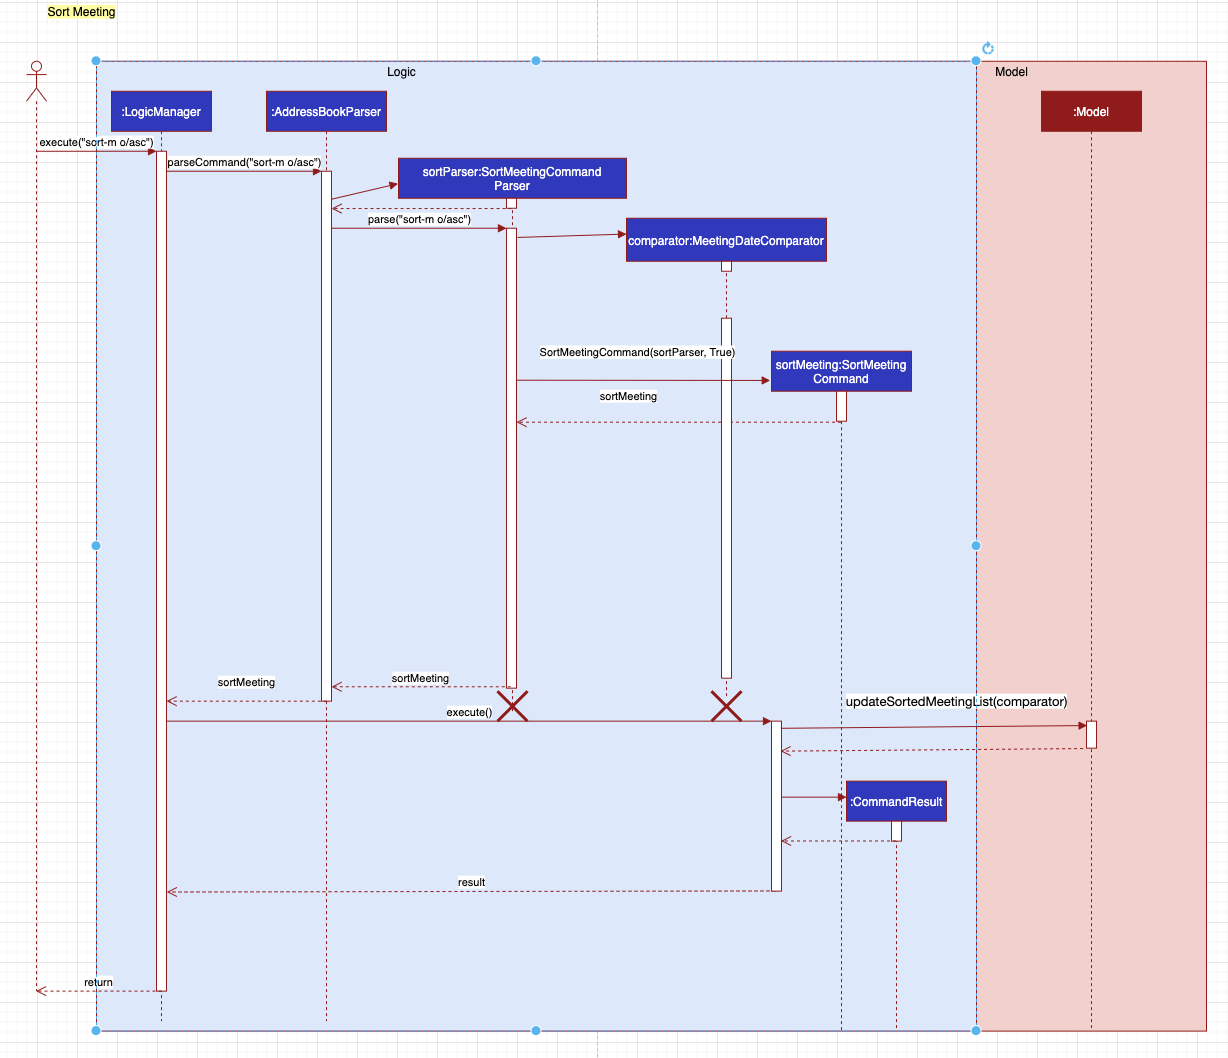 Sort Meeting
Logic
Model
:LogicManager
:AddressBookParser
:Model
execute("sort-m o/asc")
parseCommand("sort-m o/asc")
sortParser:SortMeetingCommand
Parser
parse("sort-m o/asc")
comparator:MeetingDateComparator
SortMeetingCommand(sortParser, True)
sortMeeting:SortMeeting
Command
sortMeeting
sortMeeting
sortMeeting
updateSortedMeetingList(comparator)
execute()
:CommandResult
result
return